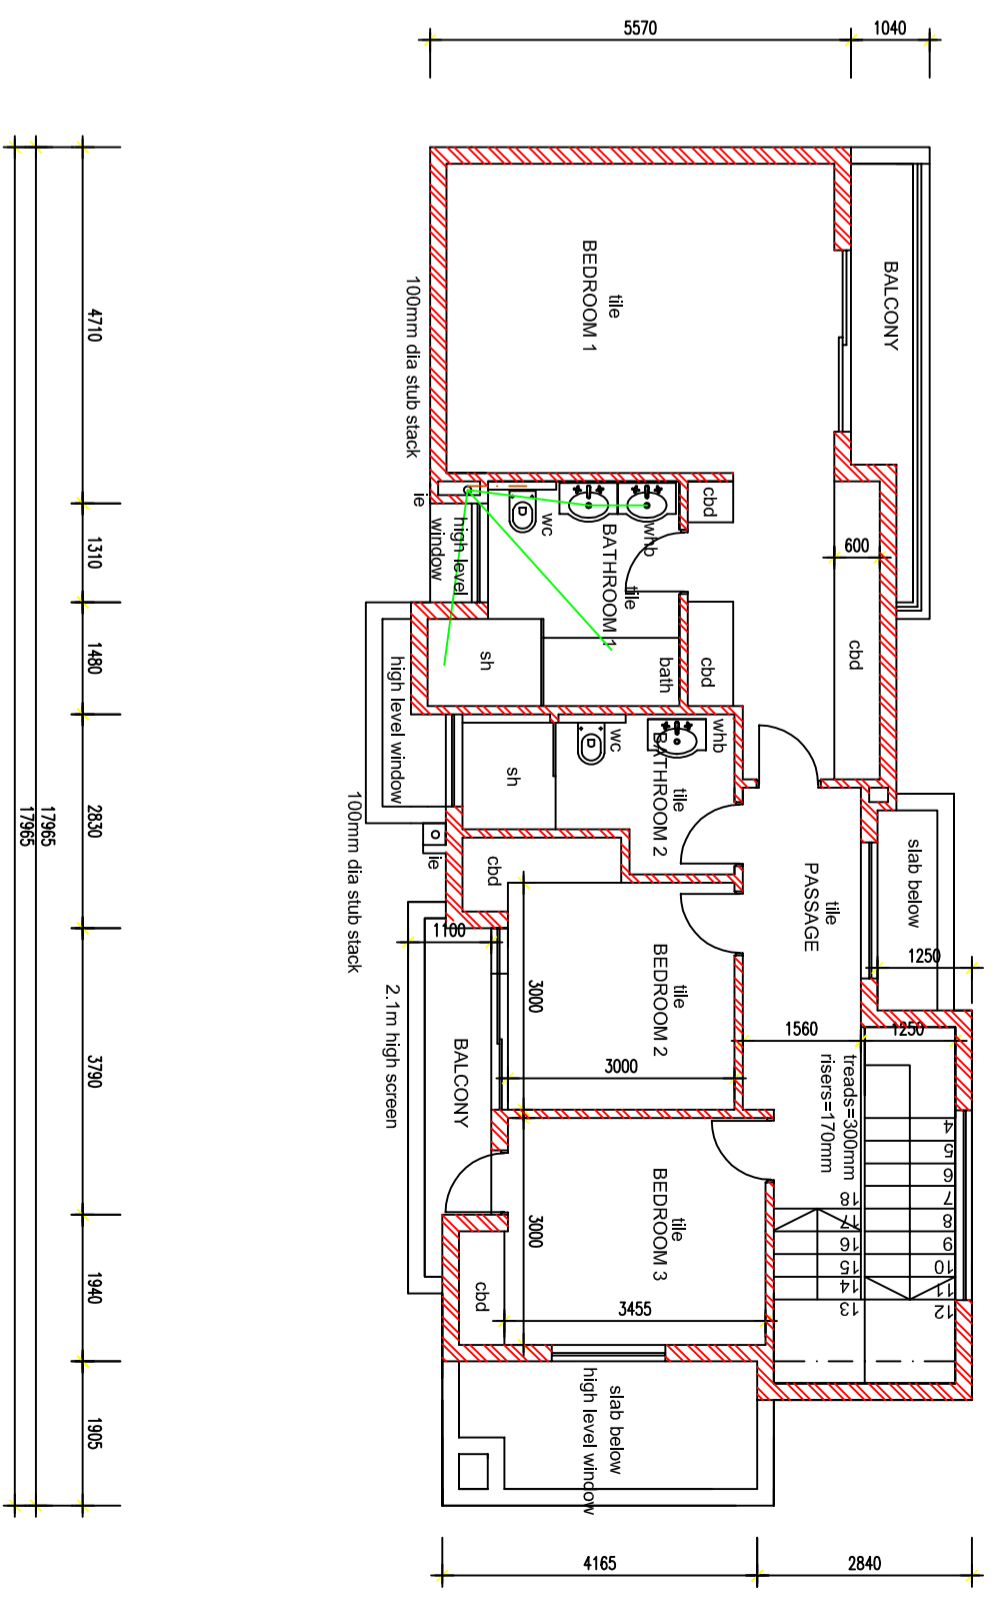 5570
1040
BALCONY
tile
BEDROOM 1
100mm dia stub stack
4710
ie
high level
window
1310
wc
whb
tile
BATHROOM 1
cbd
600
cbd
cbd
bath
sh
1480
high level window
wc
whb
tile
BATHROOM 2
sh
2830
17965
17965
100mm dia stub stack
ie
cbd
tile
PASSAGE
slab below
1250
1100
2.1m high screen
BALCONY
3000
tile
BEDROOM 2
3000
1560
1250
treads=300mm
risers=170mm
3790
4
5
6
7
8
9
10
11
12
18
17
16
15
14
13
tile
BEDROOM 3
3000
3455
cbd
1940
slab below
high level window
1905
4165
2840